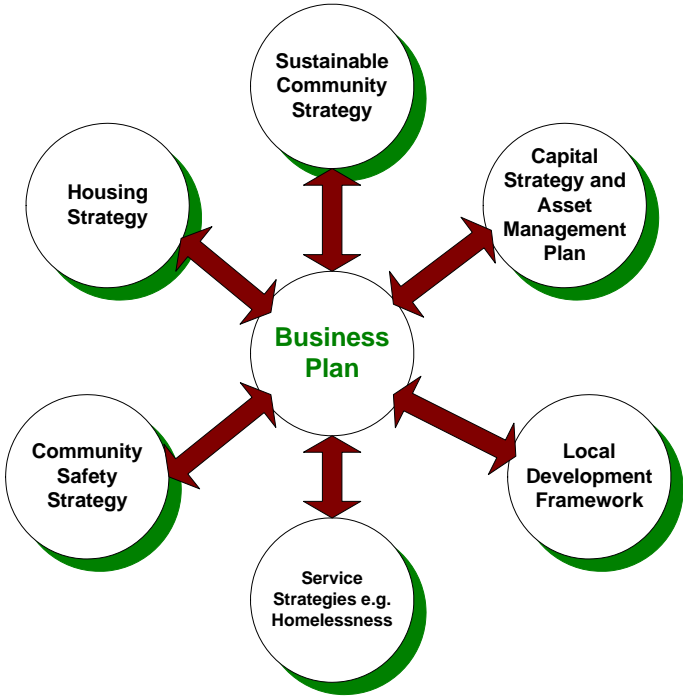 Sustainable
Community
Strategy
Capital
Strategy and
Asset
Management
Plan
Housing
Strategy
Business
Plan
Community
Safety
Strategy
Local
Development
Framework
Service
Strategies e.g.
Homelessness